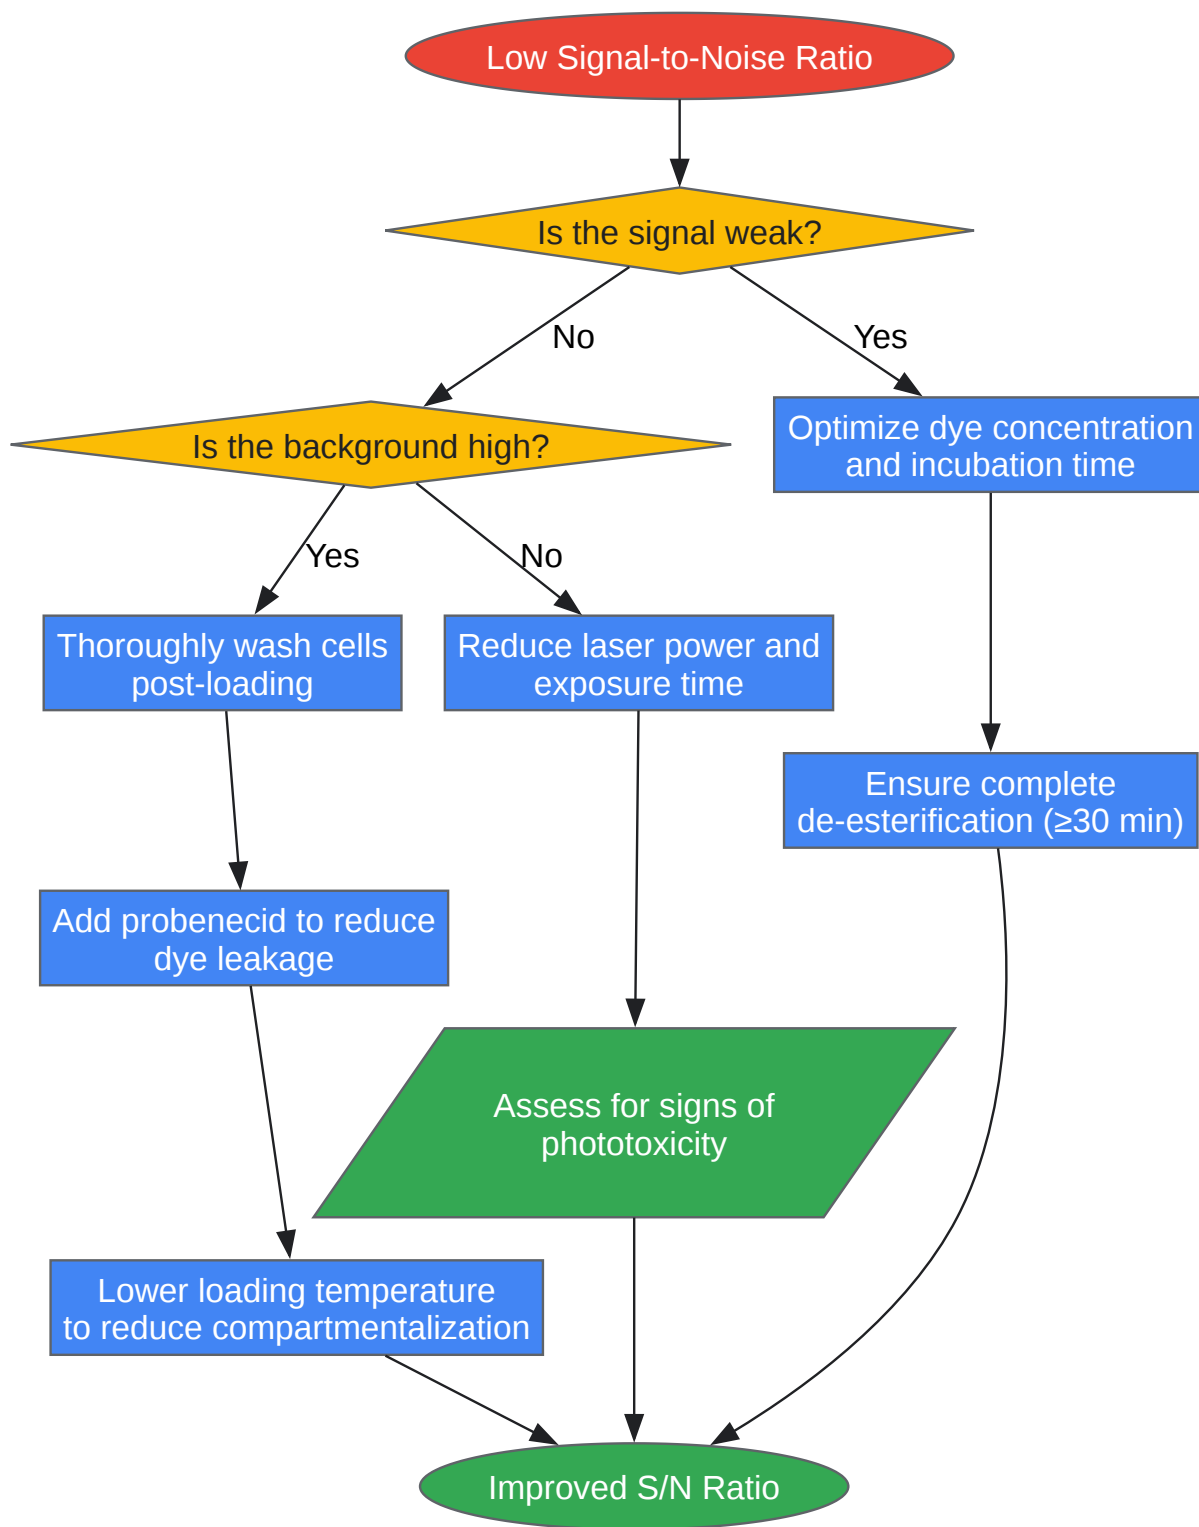 Low Signal-to-Noise Ratio
Is the signal weak?
No
Yes
Is the background high?
Optimize dye concentration
and incubation time
Yes
No
Thoroughly wash cells
post-loading
Reduce laser power and
exposure time
Ensure complete
de-esterification (≥30 min)
Add probenecid to reduce
dye leakage
Assess for signs of
phototoxicity
Lower loading temperature
to reduce compartmentalization
Improved S/N Ratio